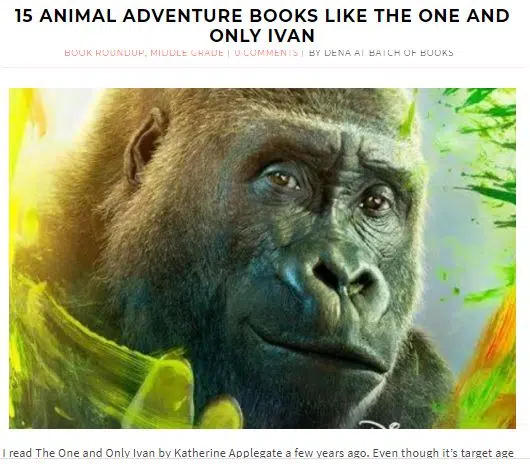 15 ANIMAL ADVENTURE BOOKS LIKE THE ONE AND
ONLY IVAN
BOOK ROUNDUP, MIDDLE GRADE | 0 COMMENTS | BY DENA AT BATCH OF BOOKS
I read The One and Only Ivan by Katherine Applegate a few years ago. Even though it's target age